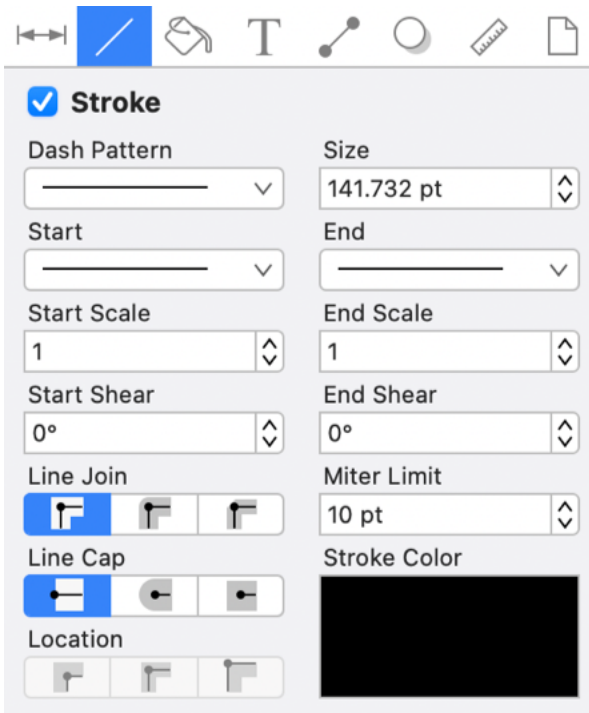 T
Stroke
Dash Pattern
Size
141.732 pt
Start
End
Start Scale
End Scale
1
1
Start Shear
End Shear
0°
0°
Line Join
Miter Limit
10 pt
Line Cap
Stroke Color
Location